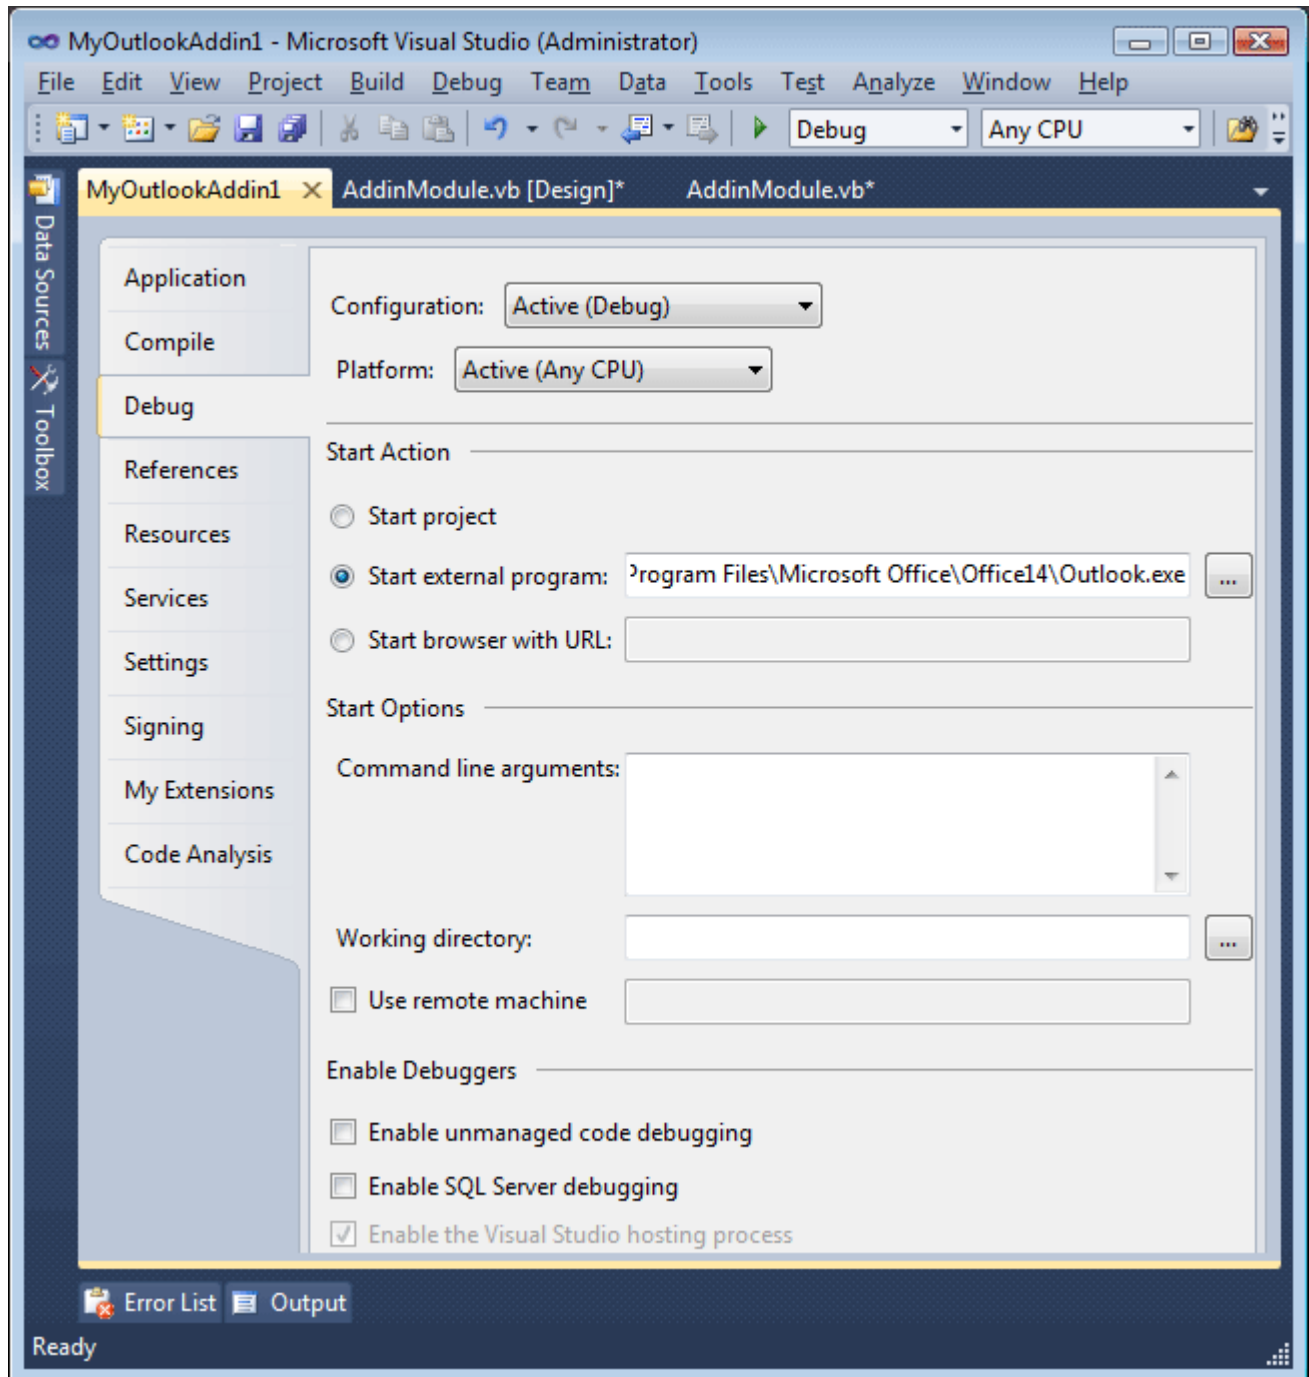 MyOutlookAddin1 - Microsoft Visual Studio (Administrator)
File Edit View Project Build Debug Team Data Tools Test Analyze Window Help
Debug Any CPU
MyOutlookAddin1 AddinModule.vb [Design]* AddinModule.vb*
Data Sources
Toolbox
Application
Compile
Debug
References
Resources
Services
Settings
Signing
My Extensions
Code Analysis
Configuration: Active (Debug)
Platform: Active (Any CPU)
Start Action
Start project
Start external program: Program Files\Microsoft Office\Office14\Outlook.exe ...
Start browser with URL:
Start Options
Command line arguments:
Working directory: ...
Use remote machine
Enable Debuggers
Enable unmanaged code debugging
Enable SQL Server debugging
Enable the Visual Studio hosting process
Error List Output
Ready